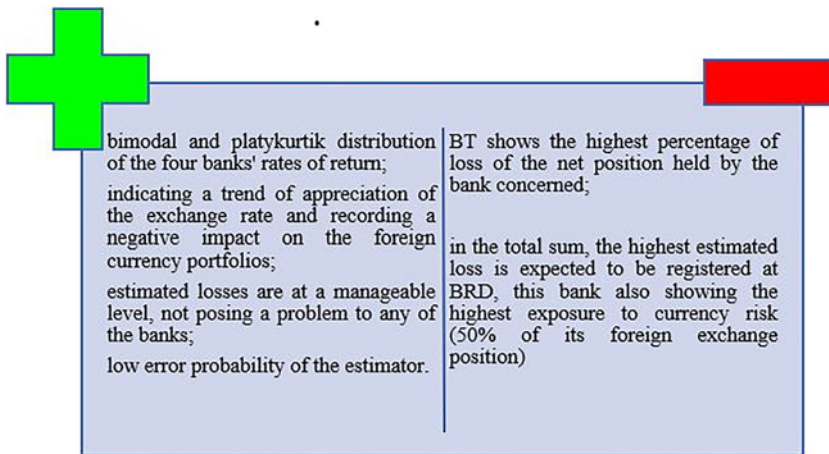 bimodal and platykurtik distribution
of the four banks' rates of return;
indicating a trend of appreciation of
the exchange rate and recording a
negative impact on the foreign
currency portfolios;
estimated losses are at a manageable
level, not posing a problem to any of
the banks;
low error probability of the estimator.
BT shows the highest percentage of
loss of the net position held by the
bank concerned;
in the total sum, the highest estimated
loss is expected to be registered at
BRD, this bank also showing the
highest exposure to currency risk
(50% of its foreign exchange
position)